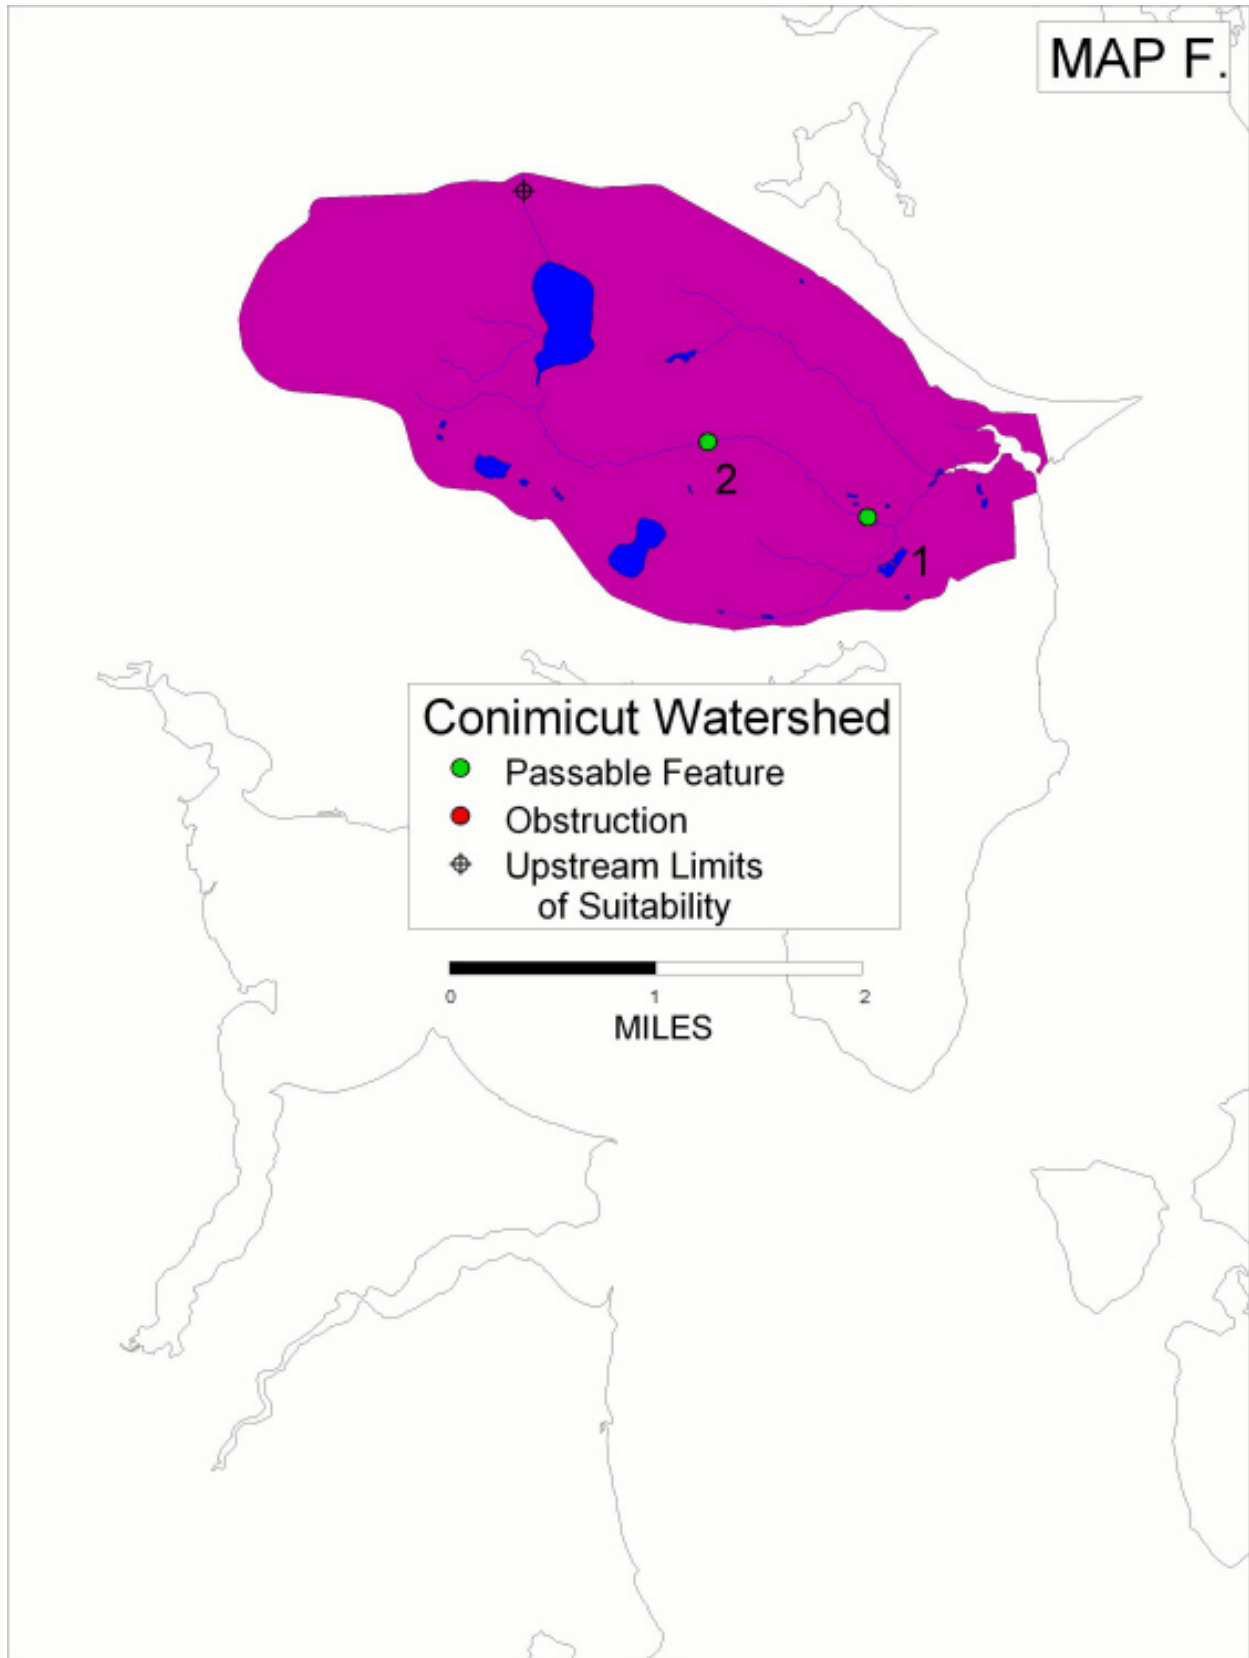 MAP F.
2
1
Conimicut Watershed
Passable Feature
Obstruction
Upstream Limits
of Suitability
0 1 2
MILES